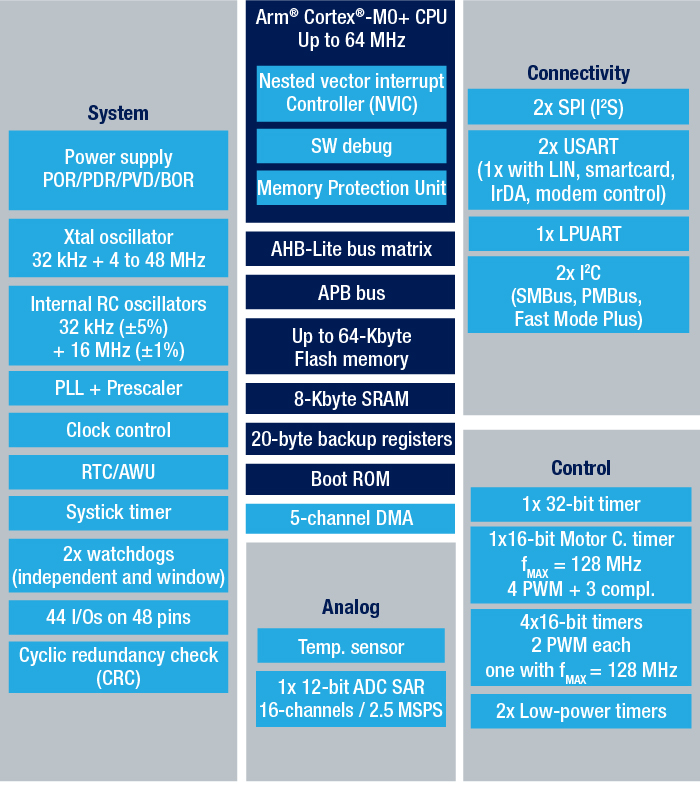 System
Power supply
POR/PDR/PVD/BOR
Xtal oscillator
32 kHz + 4 to 48 MHz
Internal RC oscillators
32 kHz (±5%)
+ 16 MHz (±1%)
PLL + Prescaler
Clock control
RTC/AWU
Systick timer
2x watchdogs
(independent and window)
44 I/Os on 48 pins
Cyclic redundancy check
(CRC)
Arm® Cortex®-M0+ CPU
Up to 64 MHz
Nested vector interrupt
Controller (NVIC)
SW debug
Memory Protection Unit
AHB-Lite bus matrix
APB bus
Up to 64-Kbyte
Flash memory
8-Kbyte SRAM
20-byte backup registers
Boot ROM
5-channel DMA
Analog
Temp. sensor
1x 12-bit ADC SAR
16-channels / 2.5 MSPS
Connectivity
2x SPI (I²S)
2x USART
(1x with LIN, smartcard,
IrDA, modem control)
1x LPUART
2x I²C
(SMBus, PMBus,
Fast Mode Plus)
Control
1x 32-bit timer
1x16-bit Motor C. timer
fMAX = 128 MHz
4 PWM + 3 compl.
4x16-bit timers
2 PWM each
one with fMAX = 128 MHz
2x Low-power timers